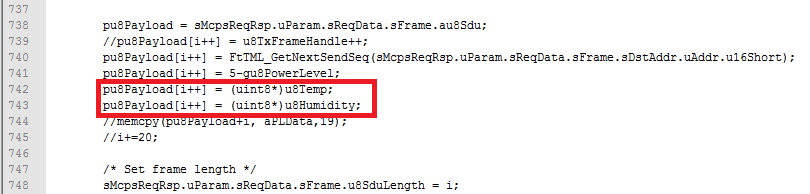 737
738 pu8Payload = sMcpsReqRsp.uParam.sReqData.sFrame.au8Sdu;
739 //pu8Payload[i++] = u8TxFrameHandle++;
740 pu8Payload[i++] = FtTML_GetNextSendSeq(sMcpsReqRsp.uParam.sReqData.sFrame.sDstAddr.uAddr.u16Short);
741 pu8Payload[i++] = 5-gu8PowerLevel;
742 pu8Payload[i++] = (uint8*)u8Temp;
743 pu8Payload[i++] = (uint8*)u8Humidity;
744 //memcpy(pu8Payload+i, aPLData,19);
745 //i+=20;
746
747 /* Set frame length */
748 sMcpsReqRsp.uParam.sReqData.sFrame.u8SduLength = i;